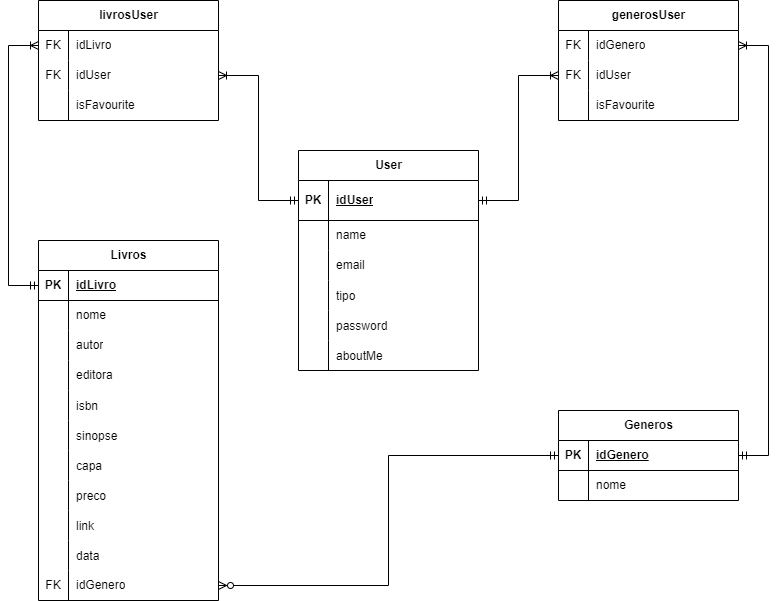 livrosUser
FK idLivro
FK idUser
isFavourite
generosUser
FK idGenero
FK idUser
isFavourite
User
PK idUser
name
email
tipo
password
aboutMe
Livros
PK idLivro
nome
autor
editora
isbn
sinopse
capa
preco
link
data
FK idGenero
Generos
PK idGenero
nome